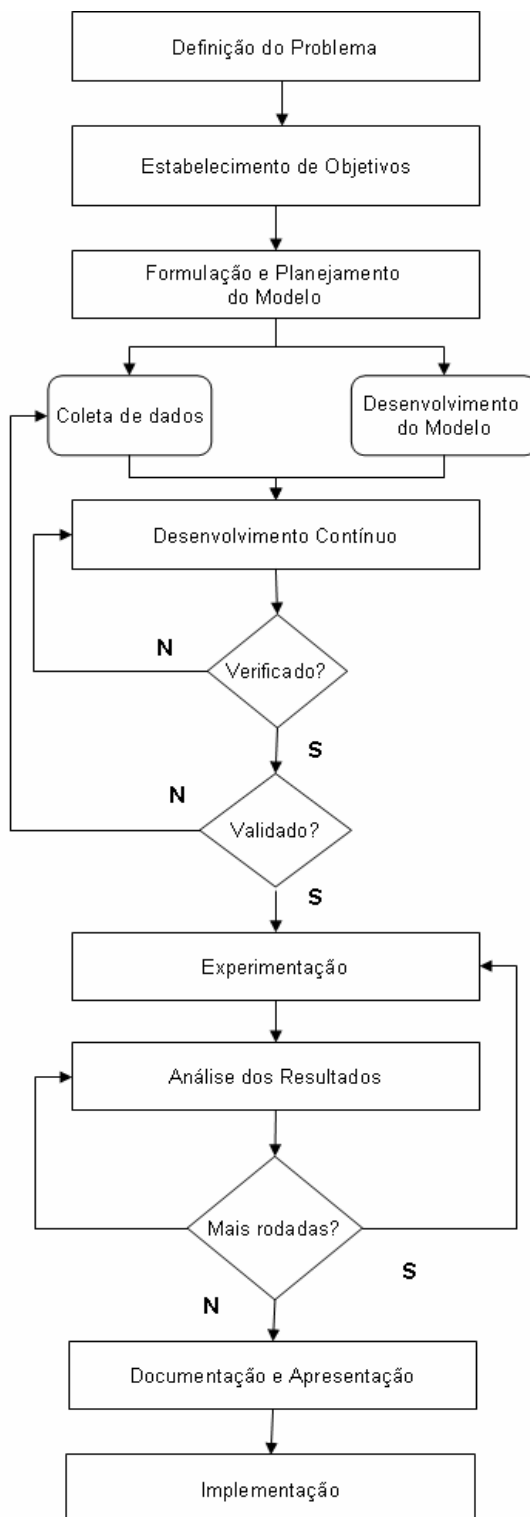 Definição do Problema
Estabelecimento de Objetivos
Formulação e Planejamento
do Modelo
Coleta de dados
Desenvolvimento
do Modelo
Desenvolvimento Contínuo
N
Verificado?
S
N
Validado?
S
Experimentação
Análise dos Resultados
Mais rodadas?
S
N
Documentação e Apresentação
Implementação